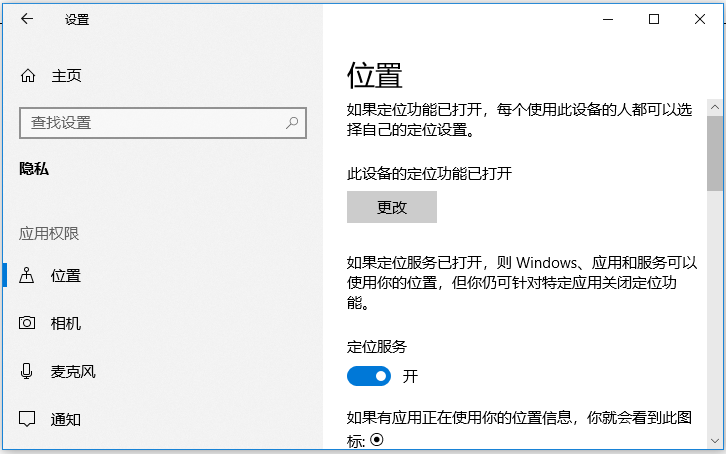 设置
主页
查找设置
隐私
应用权限
位置
相机
麦克风
通知
位置
如果定位功能已打开，每个使用此设备的人都可以选
择自己的定位设置。
此设备的定位功能已打开
更改
如果定位服务已打开，则 Windows、应用和服务可以
使用你的位置，但你仍可针对特定应用关闭定位功
能。
定位服务
开
如果有应用正在使用你的位置信息，你就会看到此图
标: